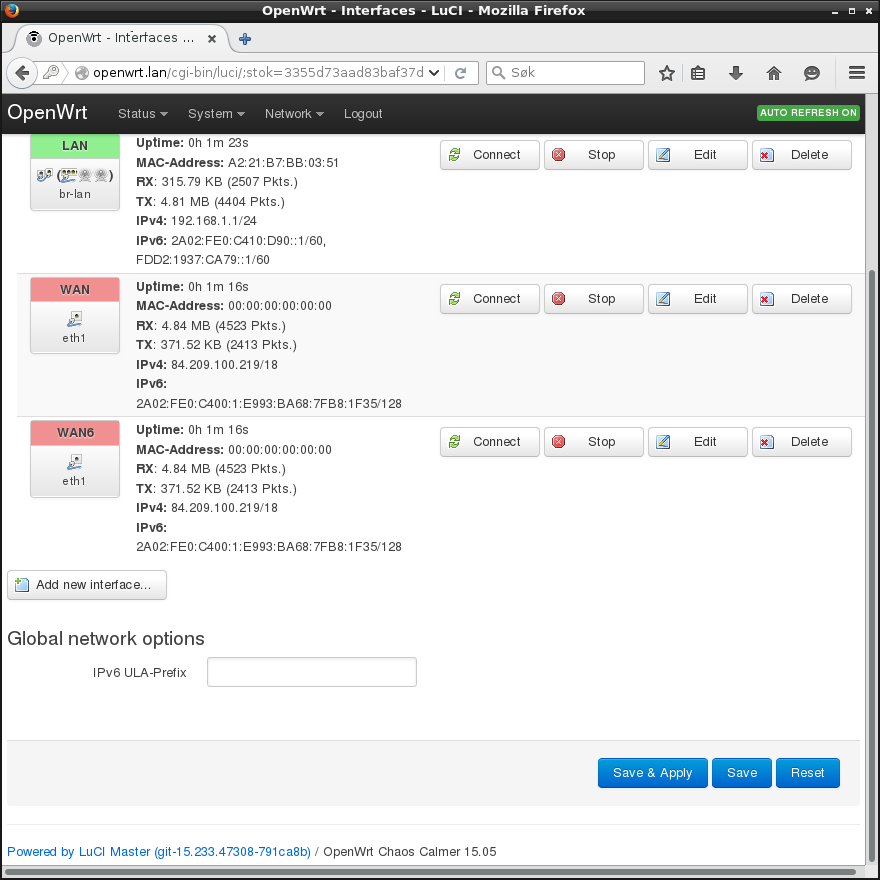 OpenWrt - Interfaces - LuCI - Mozilla Firefox
OpenWrt - Interfaces ...
openwrt.lan/cgi-bin/luci/;stok=3355d73aad83baf37d
Søk
OpenWrt Status System Network Logout AUTO REFRESH ON
LAN
br-lan
Uptime: 0h 1m 23s
MAC-Address: A2:21:B7:BB:03:51
RX: 315.79 KB (2507 Pkts.)
TX: 4.81 MB (4404 Pkts.)
IPv4: 192.168.1.1/24
IPv6: 2A02:FE0:C410:D90::1/60,
FDD2:1937:CA79::1/60
Connect Stop Edit Delete
WAN
eth1
Uptime: 0h 1m 16s
MAC-Address: 00:00:00:00:00:00
RX: 4.84 MB (4523 Pkts.)
TX: 371.52 KB (2413 Pkts.)
IPv4: 84.209.100.219/18
IPv6:
2A02:FE0:C400:1:E993:BA68:7FB8:1F35/128
Connect Stop Edit Delete
WAN6
eth1
Uptime: 0h 1m 16s
MAC-Address: 00:00:00:00:00:00
RX: 4.84 MB (4523 Pkts.)
TX: 371.52 KB (2413 Pkts.)
IPv4: 84.209.100.219/18
IPv6:
2A02:FE0:C400:1:E993:BA68:7FB8:1F35/128
Connect Stop Edit Delete
Add new interface...
Global network options
IPv6 ULA-Prefix
Save & Apply Save Reset
Powered by LuCI Master (git-15.233.47308-791ca8b) / OpenWrt Chaos Calmer 15.05